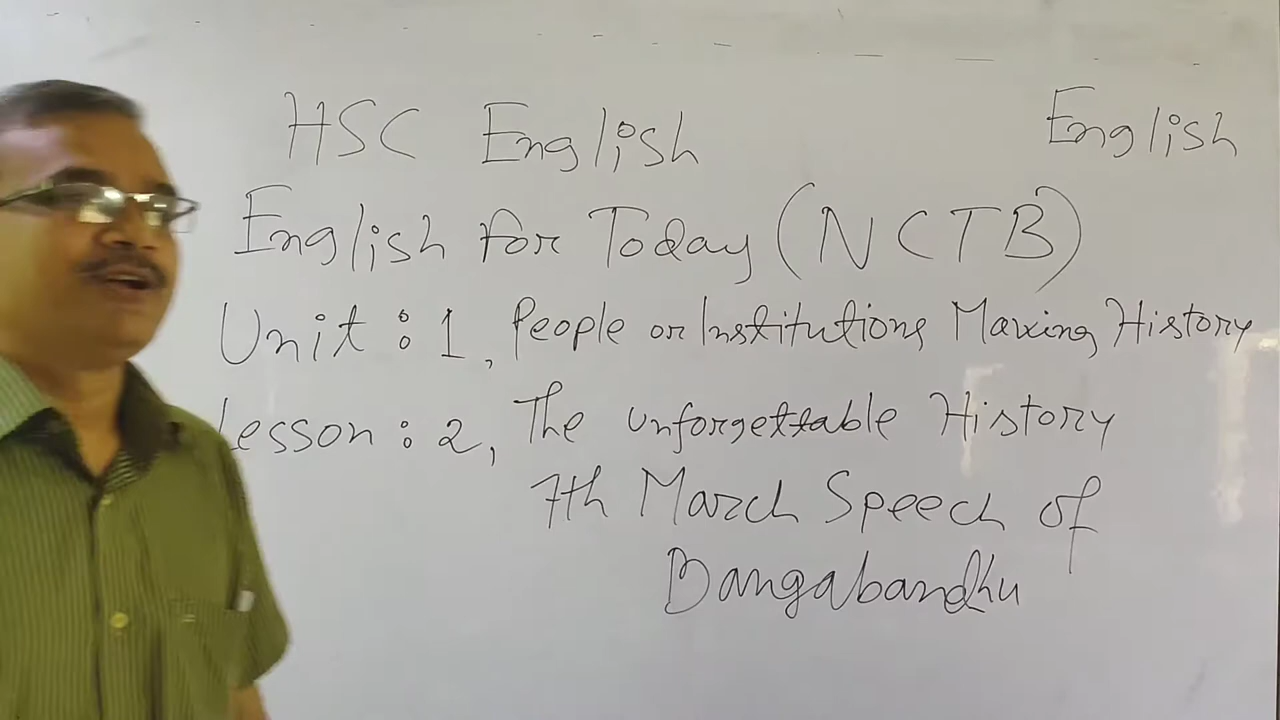 HSC English English
English for Today (NCTB)
Unit : 1, People or Institutions Making History
Lesson : 2, The Unforgettable History
7th March Speech of
Bangabandhu